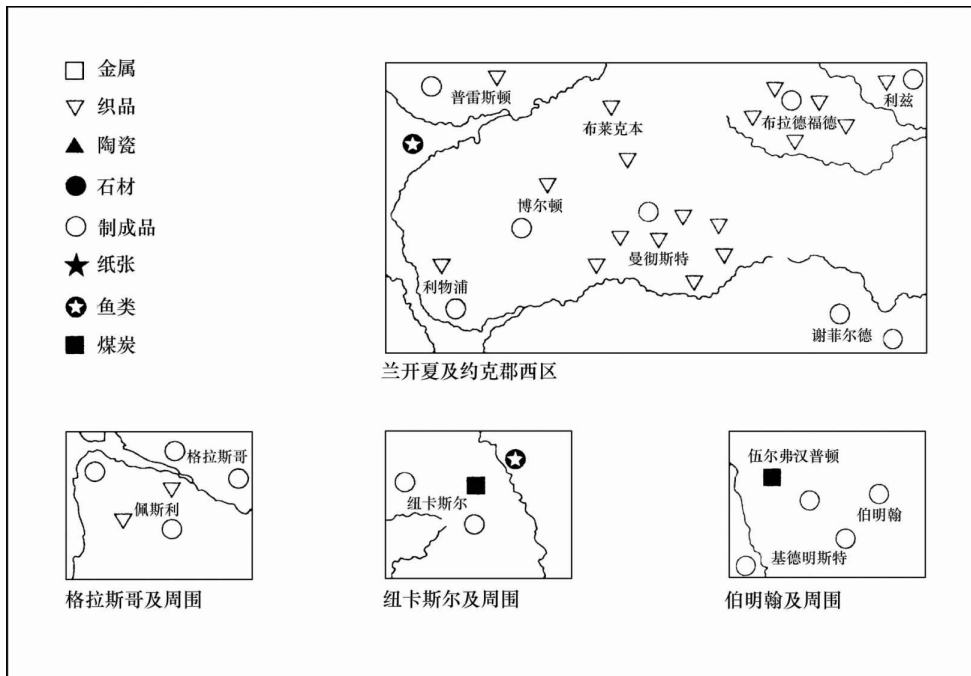 金属
织品
陶瓷
石材
制成品
纸张
鱼类
煤炭
普雷斯顿
布莱克本
布拉德福德
利兹
博尔顿
曼彻斯特
利物浦
谢菲尔德
兰开夏及约克郡西区
格拉斯哥
佩斯利
格拉斯哥及周围
纽卡斯尔
纽卡斯尔及周围
伍尔弗汉普顿
伯明翰
基德明斯特
伯明翰及周围